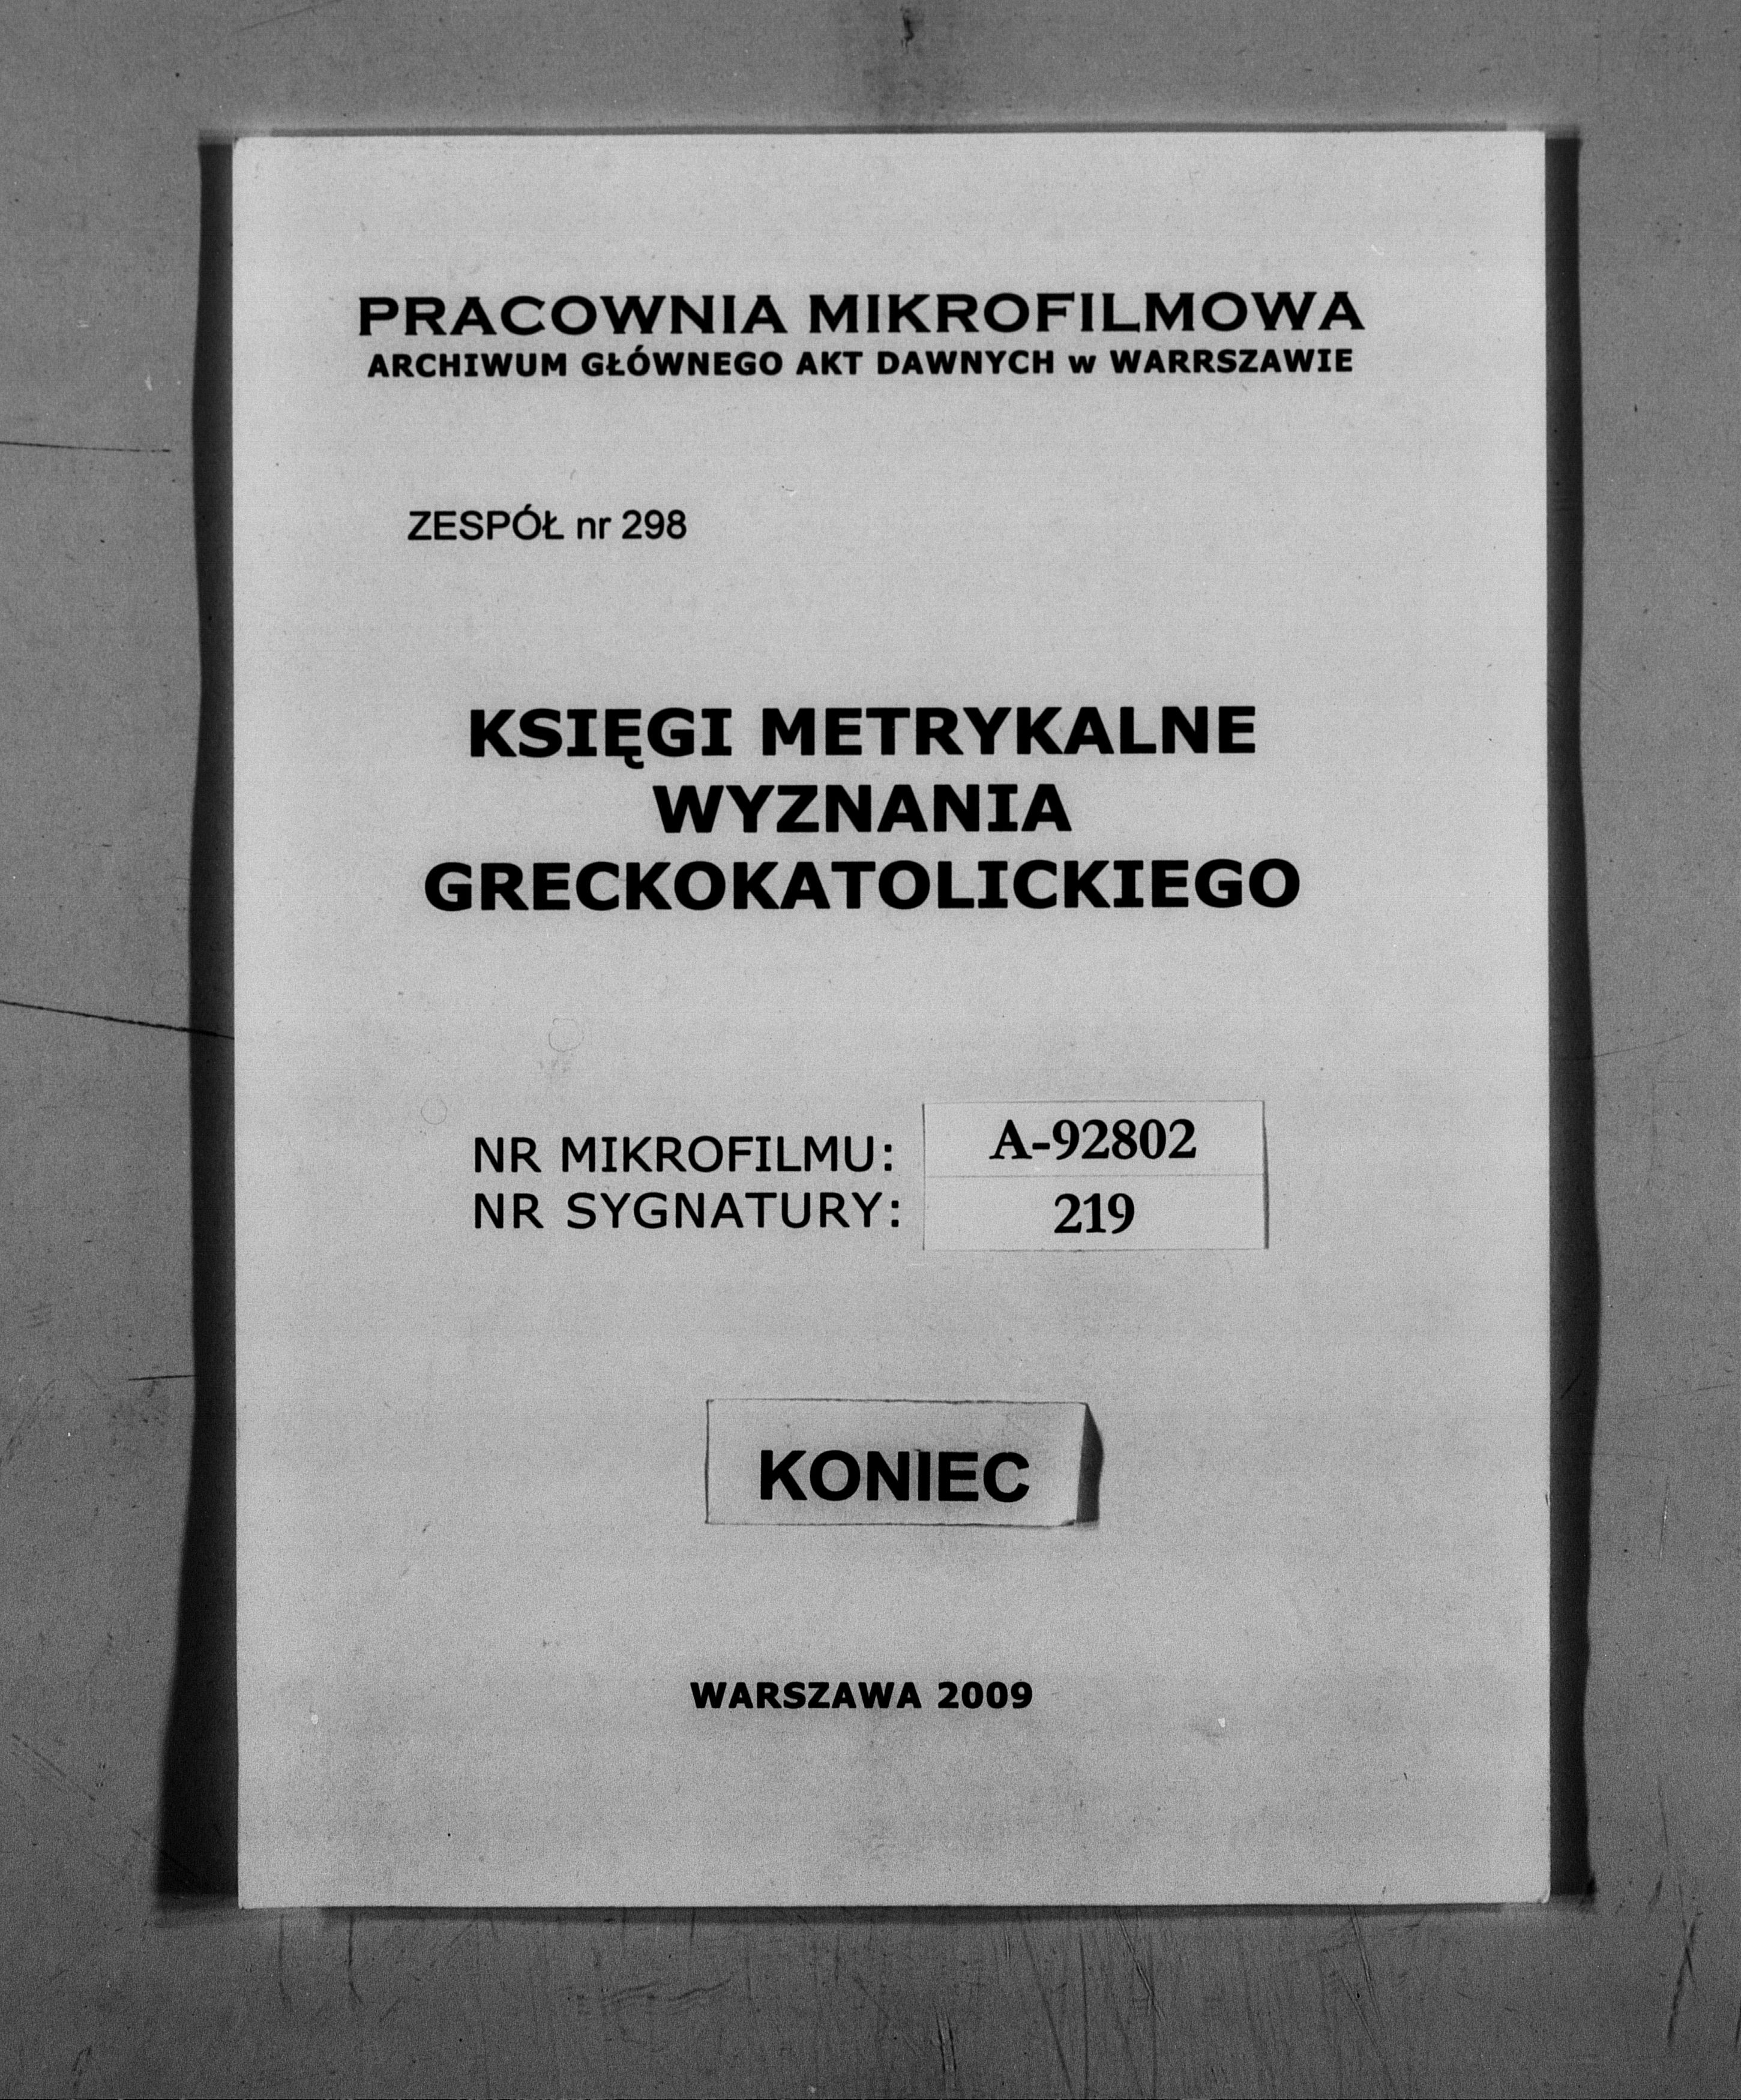 PRACOWNIA MIKROFILMOWA
ARCHIWUM GŁÓWNEGO AKT DAWNYCH w WARRSZAWIE
ZESPÓŁ nr 298
KSIĘGI METRYKALNE
WYZNANIA
GRECKOKATOLICKIEGO
NR MIKROFILMU: A-92802
NR SYGNATURY: 219
KONIEC
WARSZAWA 2009